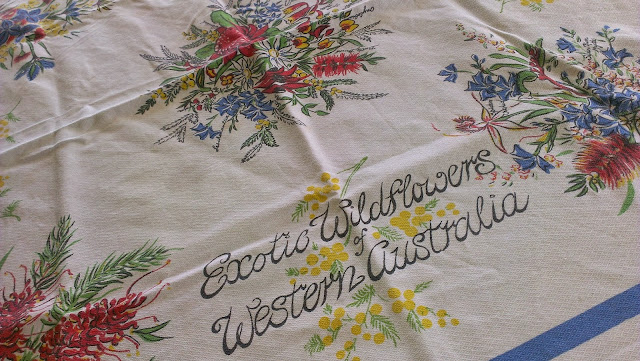 Exotic Wildflowers
of
Western Australia